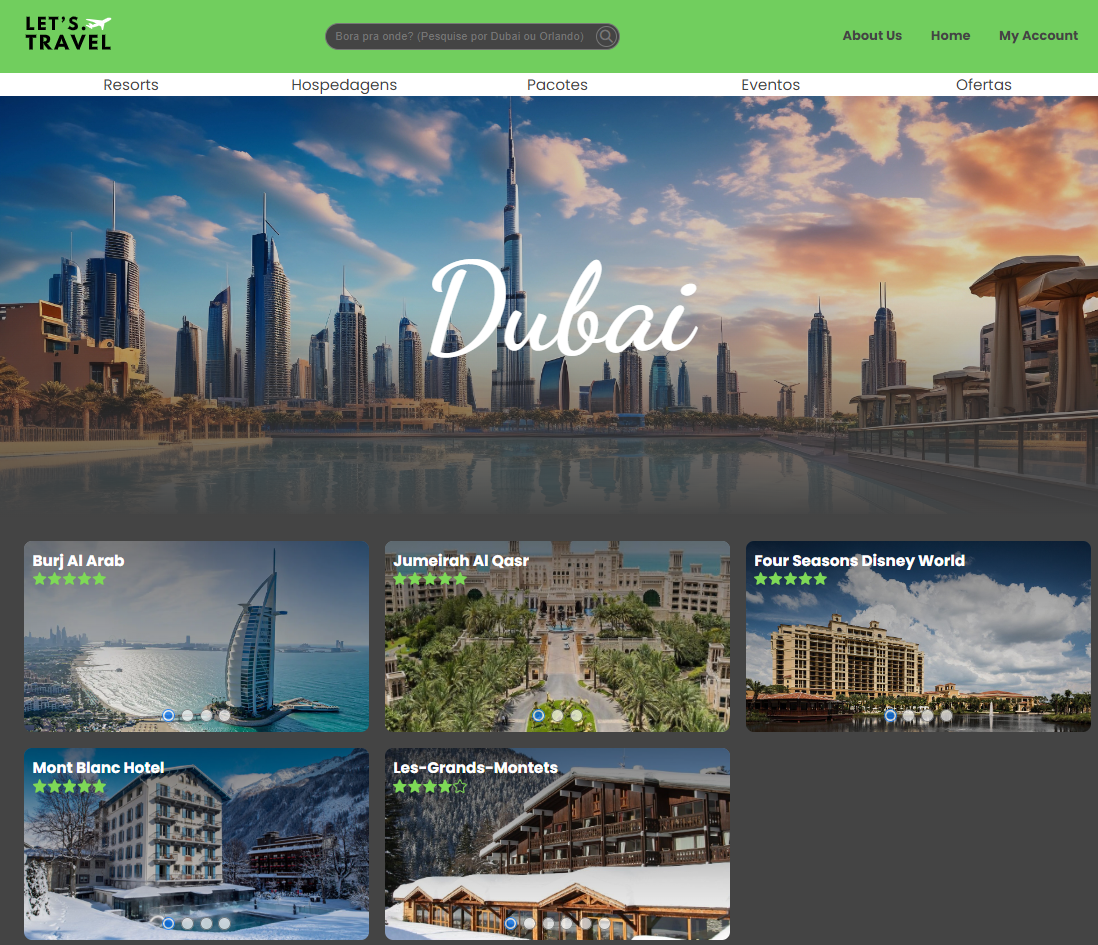 LET'S.
TRAVEL
Bora pra onde? (Pesquise por Dubai ou Orlando)
About Us
Home
My Account
Resorts
Hospedagens
Pacotes
Eventos
Ofertas
Dubai
Burj Al Arab
Jumeirah Al Qasr
Four Seasons Disney World
Mont Blanc Hotel
Les-Grands-Montets